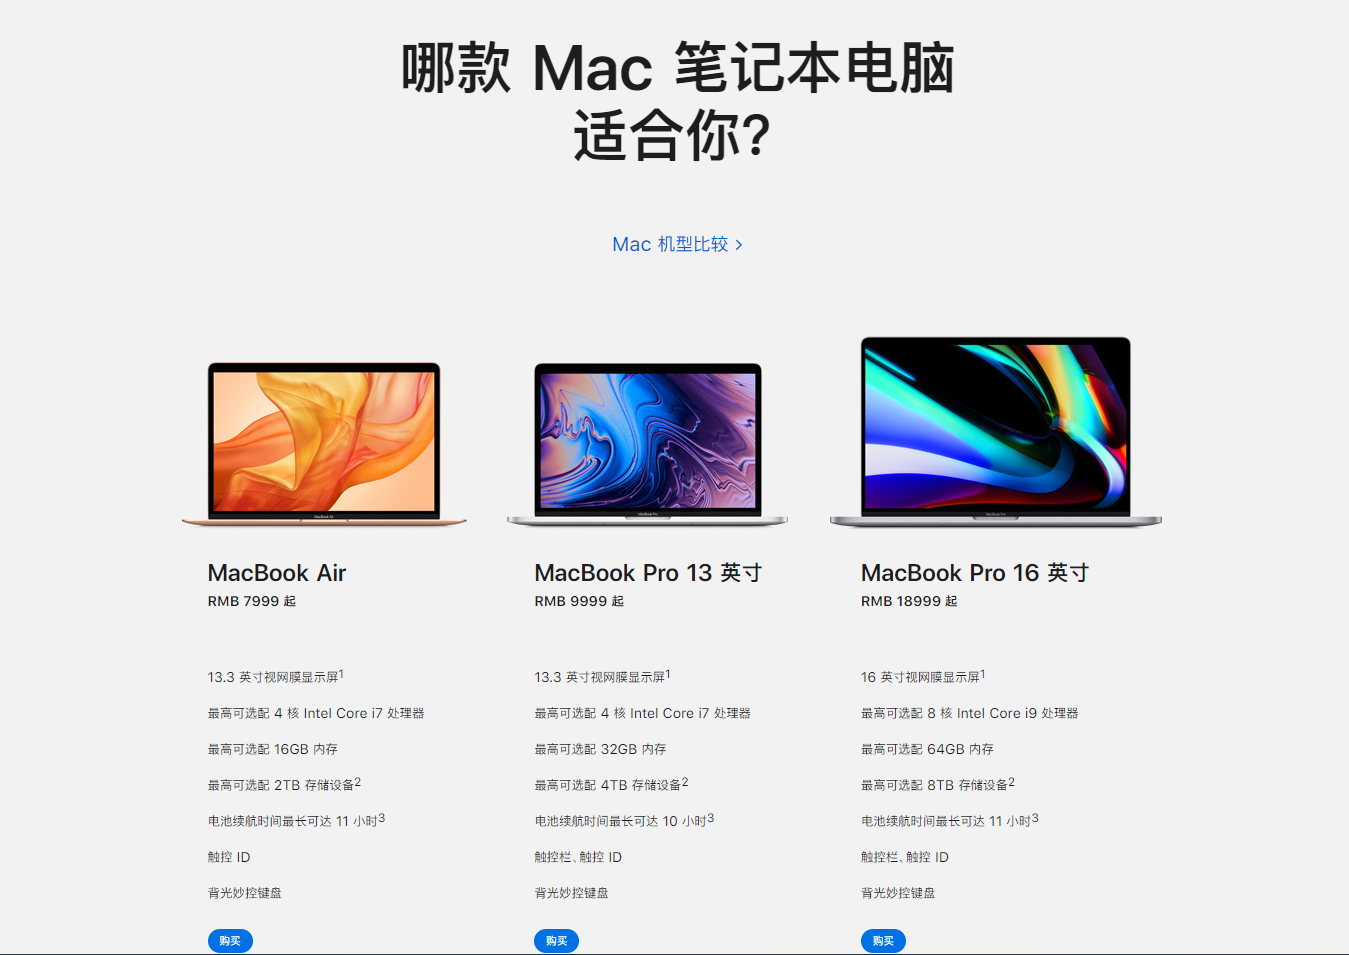 哪款 Mac 笔记本电脑
适合你?
Mac 机型比较 >
MacBook Air
RMB 7999 起
13.3 英寸视网膜显示屏1
最高可选配 4 核 Intel Core i7 处理器
最高可选配 16GB 内存
最高可选配 2TB 存储设备2
电池续航时间最长可达 11 小时3
触控 ID
背光妙控键盘
购买
MacBook Pro 13 英寸
RMB 9999 起
13.3 英寸视网膜显示屏1
最高可选配 4 核 Intel Core i7 处理器
最高可选配 32GB 内存
最高可选配 4TB 存储设备2
电池续航时间最长可达 10 小时3
触控栏、触控 ID
背光妙控键盘
购买
MacBook Pro 16 英寸
RMB 18999 起
16 英寸视网膜显示屏1
最高可选配 8 核 Intel Core i9 处理器
最高可选配 64GB 内存
最高可选配 8TB 存储设备2
电池续航时间最长可达 11 小时3
触控栏、触控 ID
背光妙控键盘
购买